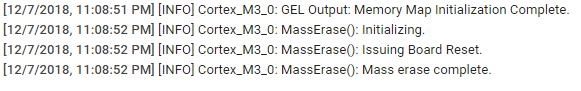 [12/7/2018, 11:08:51 PM] [INFO] Cortex_M3_0: GEL Output: Memory Map Initialization Complete.
[12/7/2018, 11:08:52 PM] [INFO] Cortex_M3_0: MassErase(): Initializing.
[12/7/2018, 11:08:52 PM] [INFO] Cortex_M3_0: MassErase(): Issuing Board Reset.
[12/7/2018, 11:08:52 PM] [INFO] Cortex_M3_0: MassErase(): Mass erase complete.